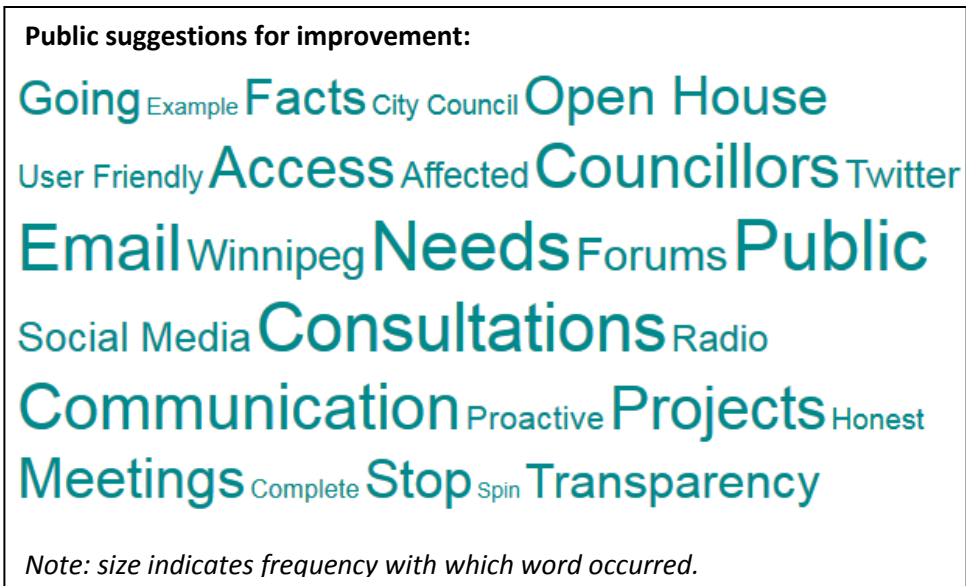 Public suggestions for improvement:
Going Example Facts City Council Open House
User Friendly Access Affected Councillors Twitter
Email Winnipeg Needs Forums Public
Social Media Consultations Radio
Communication Proactive Projects Honest
Meetings Complete Stop Spin Transparency
Note: size indicates frequency with which word occurred.